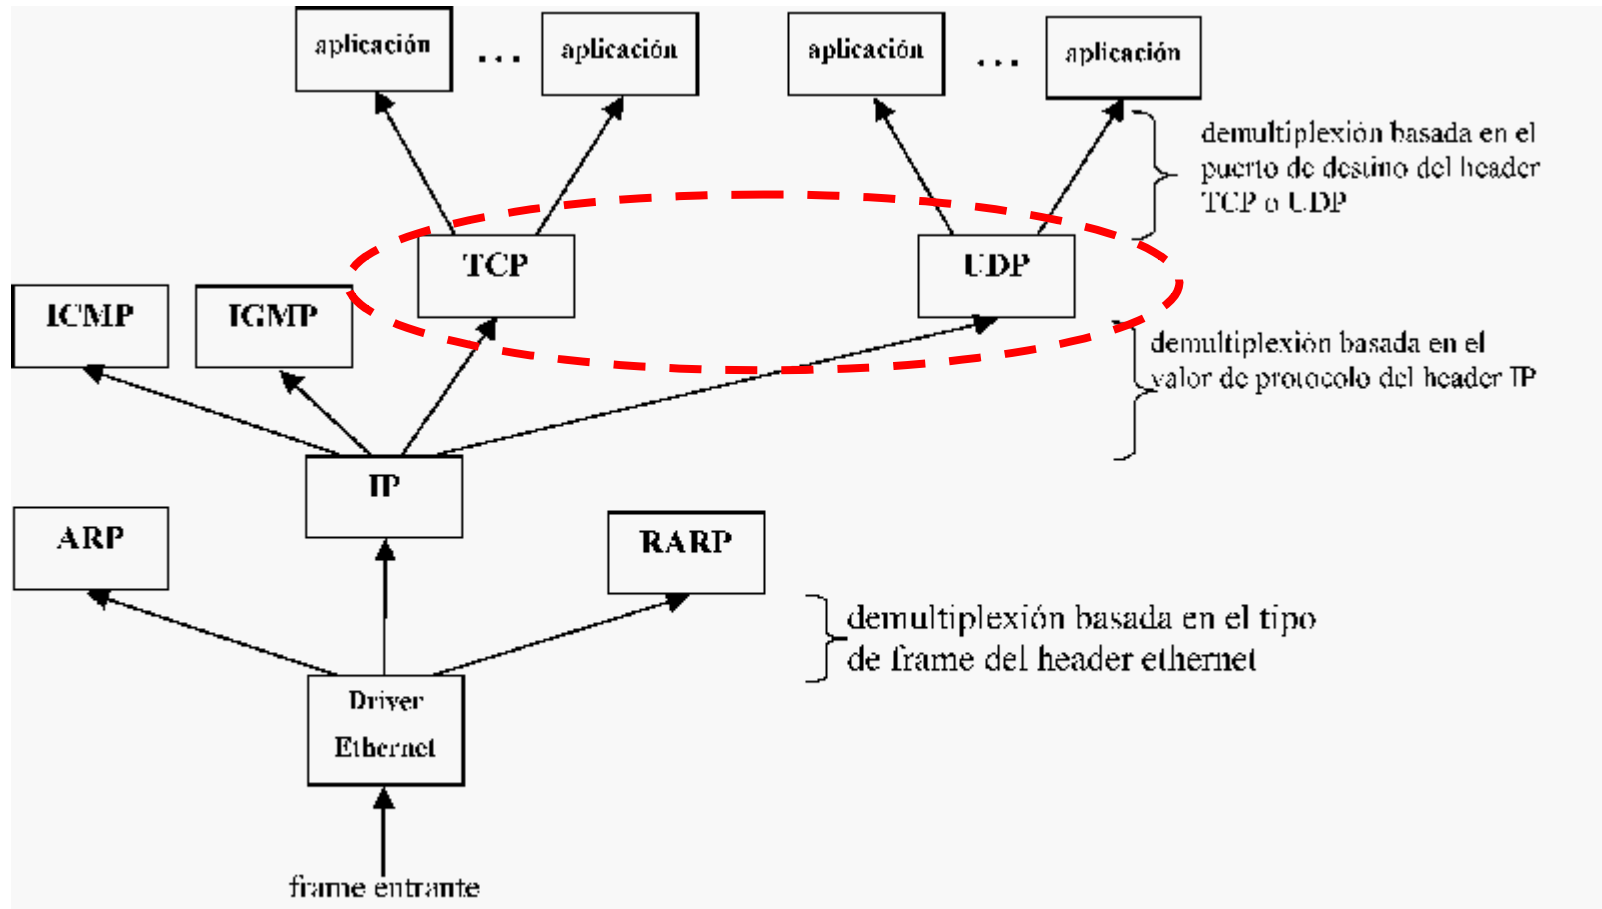 aplicación ... aplicación aplicación ... aplicación
demultiplexión basada en el
puerto de destino del header
TCP o UDP
TCP UDP
ICMP IGMP
demultiplexión basada en el
valor de protocolo del header IP
IP
ARP RARP
demultiplexión basada en el tipo
de frame del header ethernet
Driver
Ethernet
frame entrante